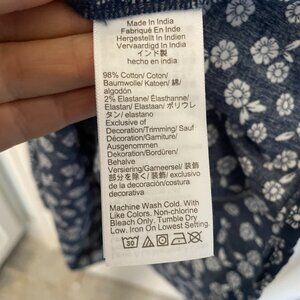 Made In India
Fabriqué En Inde
Hergestellt In Indien
Vervaardigd In India
インド製
hecho en india
98% Cotton/ Coton/
Baumwolle/ Katoen/ 綿/
algodón
2% Elastane/ Élasthanne/
Elastan/ Elastaan/ ポリウレ
タン/ elastano
Exclusive of
Decoration/Trimming/ Sauf
Décoration/Garniture/
Ausgenommen
Dekoration/Bordüren/
Behalve
Versiering/Garneersel/ 装飾
部分を除く/ excluida
de la decoración/costura
decorativa
Machine Wash Cold. With
Like Colors. Non-chlorine
Bleach Only. Tumble Dry
Low. Iron On Lowest Setting.
30